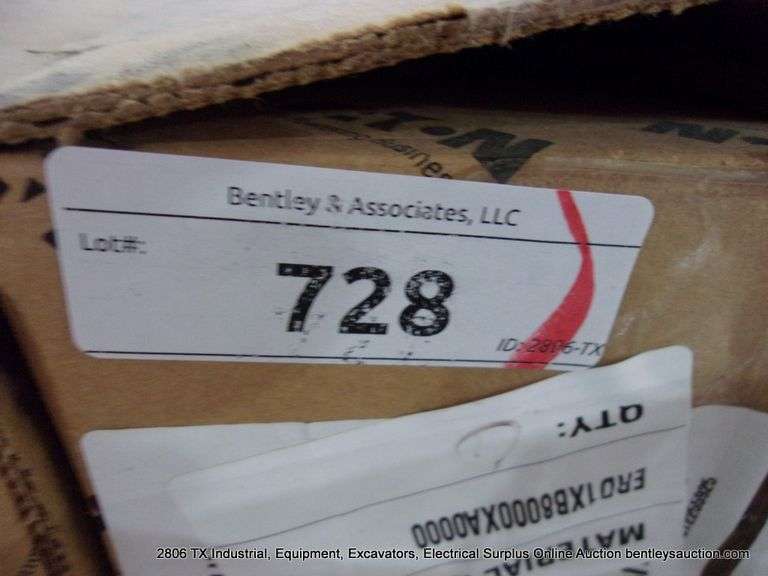 Bentley & Associates, LLC
Lot#:
728
ID: 2806-TX
QTY:
ER01XB8000XA0000
MATERIAL
2806 TX Industrial, Equipment, Excavators, Electrical Surplus Online Auction bentleysauction.com